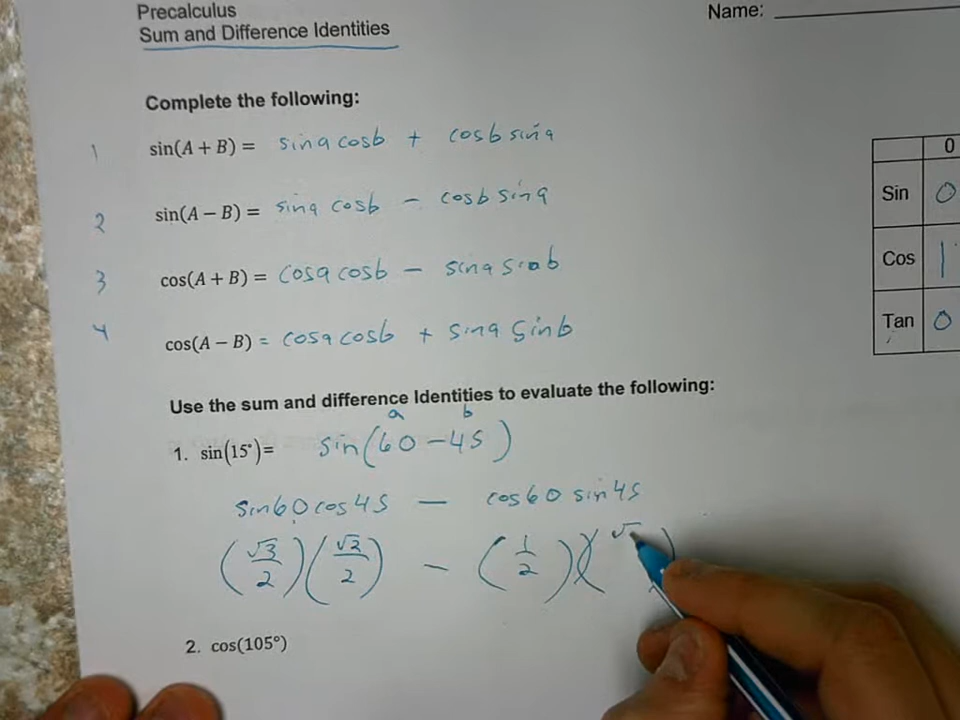 Precalculus
Name:
Sum and Difference Identities
Complete the following:
1 sin(A + B) = sina cosb + cosb sina
2 sin(A − B) = sina cosb − cosb sina
3 cos(A + B) = cosa cosb − sina sinb
4 cos(A − B) = cosa cosb + sina sinb
0
Sin 0
Cos 1
Tan 0
Use the sum and difference Identities to evaluate the following:
a b
1. sin(15°)= sin(60 − 45)
sin60 cos45 − cos60 sin45
(√3/2)(√2/2) − (1/2)(√ )
2. cos(105°)